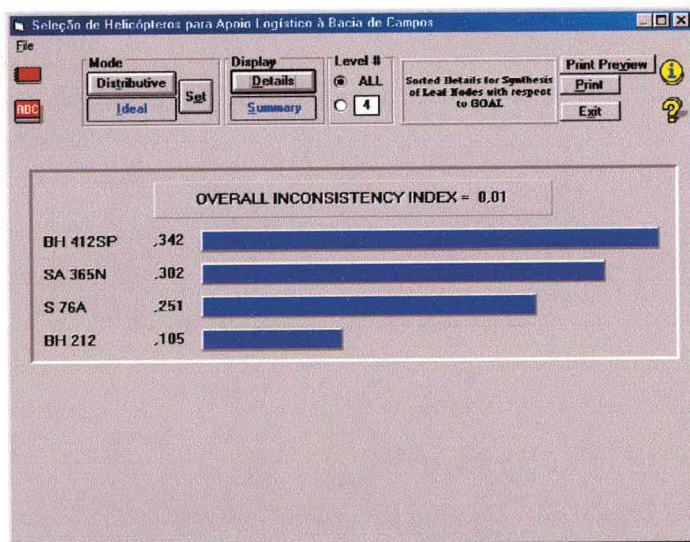 Seleção de Helicópteros para Apoio Logístico à Bacia de Campos
File
Mode
Distributive
Ideal
Set
Display
Details
Summary
Level #
ALL
4
Sorted Details for Synthesis
of Leaf Nodes with respect
to GOAL
Print Preview
Print
Exit
ABC
OVERALL INCONSISTENCY INDEX = 0,01
BH 412SP ,342
SA 365N ,302
S 76A ,251
BH 212 ,105